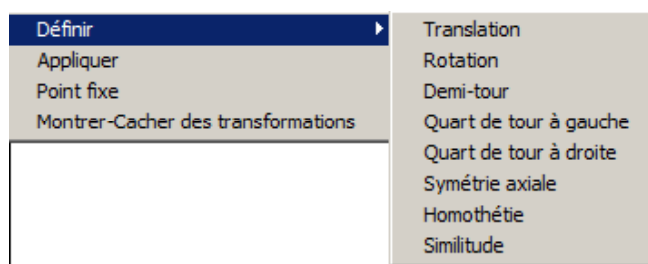 Définir
Appliquer
Point fixe
Montrer-Cacher des transformations
Translation
Rotation
Demi-tour
Quart de tour à gauche
Quart de tour à droite
Symétrie axiale
Homothétie
Similitude